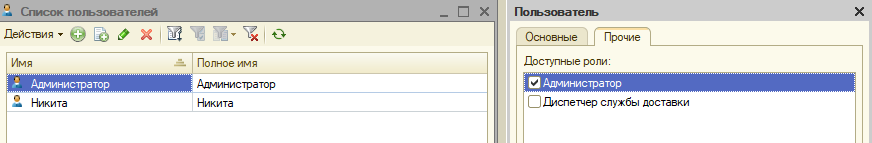 Список пользователей
Действия
Имя Полное имя
Администратор Администратор
Никита Никита
Пользователь
Основные Прочие
Доступные роли:
Администратор
Диспетчер службы доставки